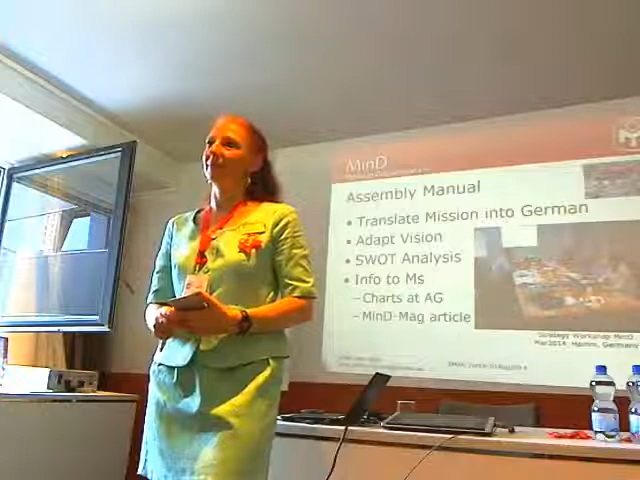 MinD
Assembly Manual
• Translate Mission into German
• Adapt Vision
• SWOT Analysis
• Info to Ms
– Charts at AG
– MinD-Mag article
Strategy Workshop MinD
Mar2014, Hamm, Germany